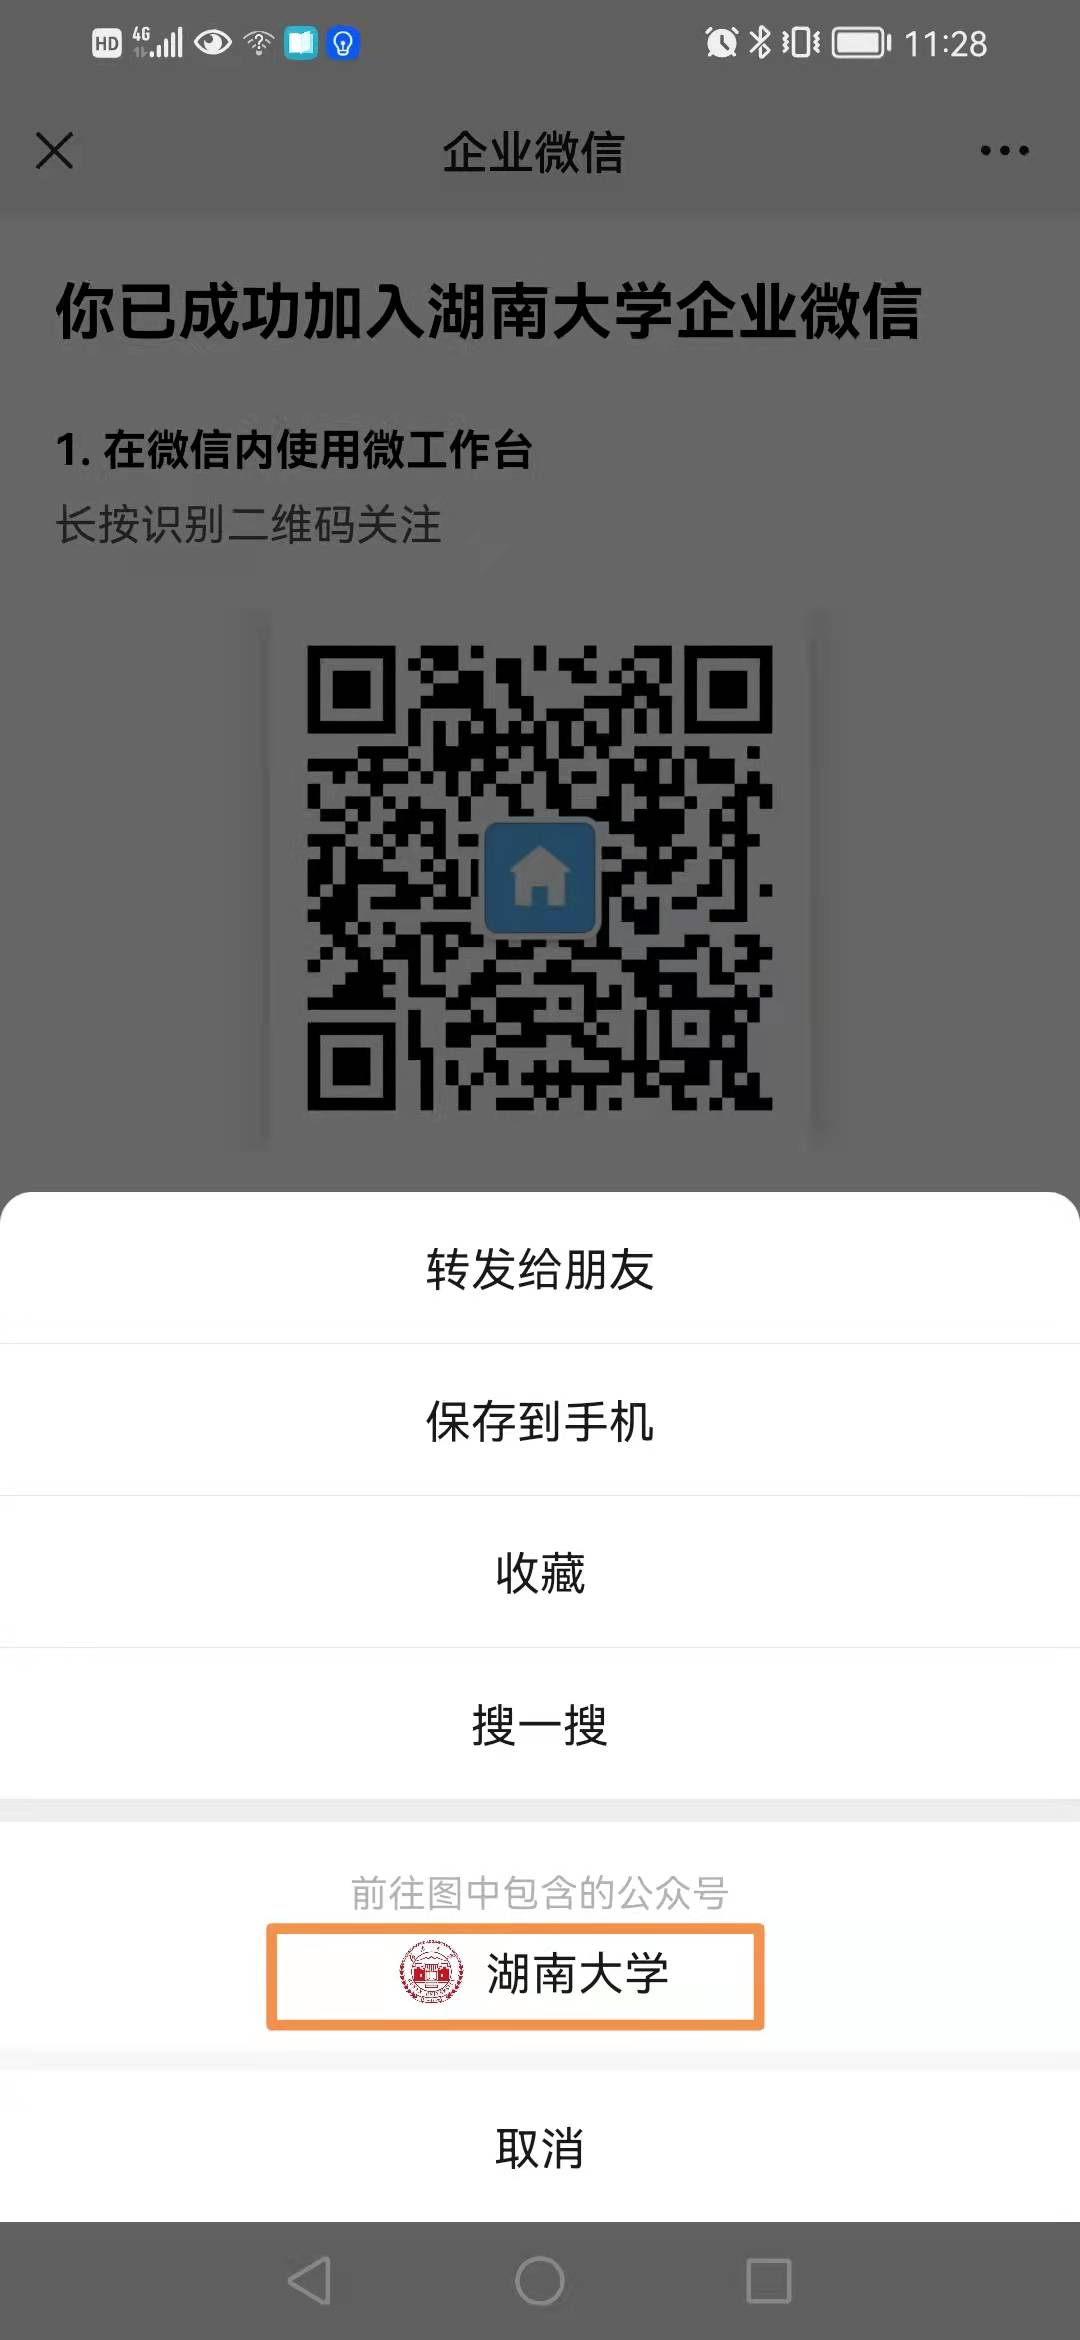 HD 4G 11:28
企业微信
你已成功加入湖南大学企业微信
1. 在微信内使用微工作台
长按识别二维码关注
转发给朋友
保存到手机
收藏
搜一搜
前往图中包含的公众号
湖南大学
取消